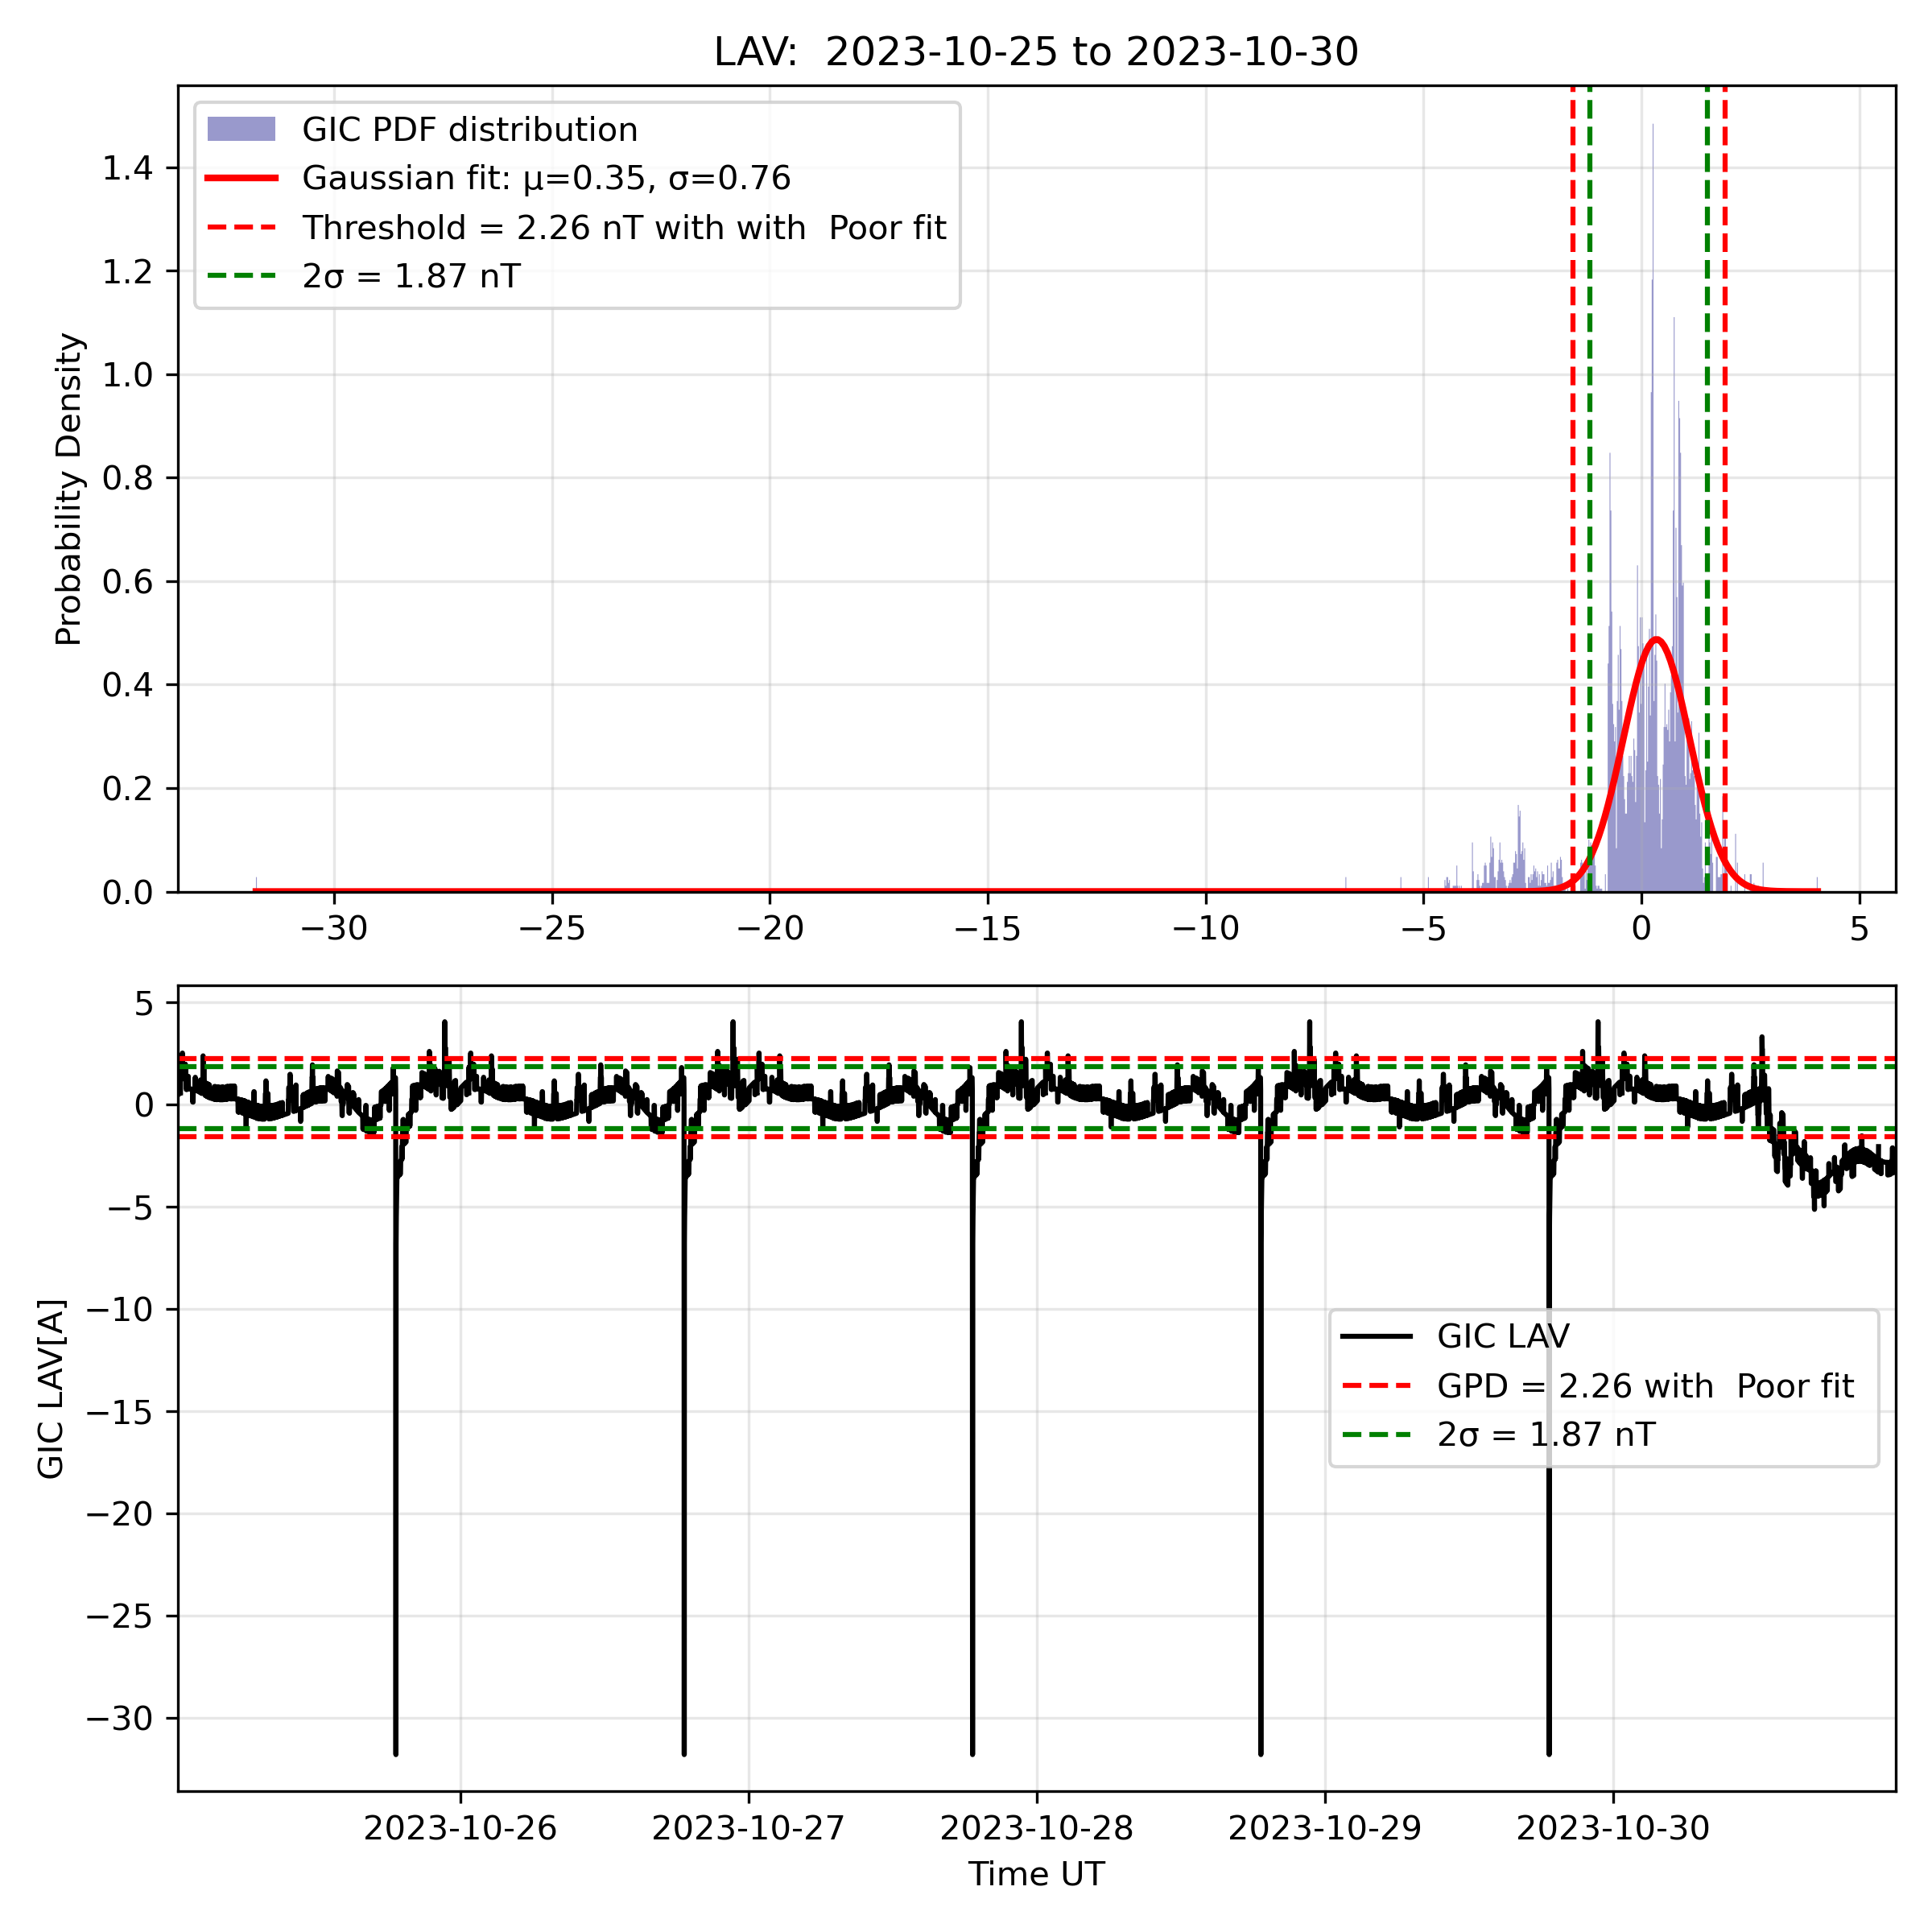 LAV:  2023-10-25 to 2023-10-30
GIC PDF distribution
Gaussian fit: μ=0.35, σ=0.76
Threshold = 2.26 nT with with  Poor fit
2σ = 1.87 nT
Probability Density
1.4
1.2
1.0
0.8
0.6
0.4
0.2
0.0
−30 −25 −20 −15 −10 −5 0 5
GIC LAV[A]
5
0
−5
−10
−15
−20
−25
−30
GIC LAV
GPD = 2.26 with  Poor fit
2σ = 1.87 nT
2023-10-26 2023-10-27 2023-10-28 2023-10-29 2023-10-30
Time UT